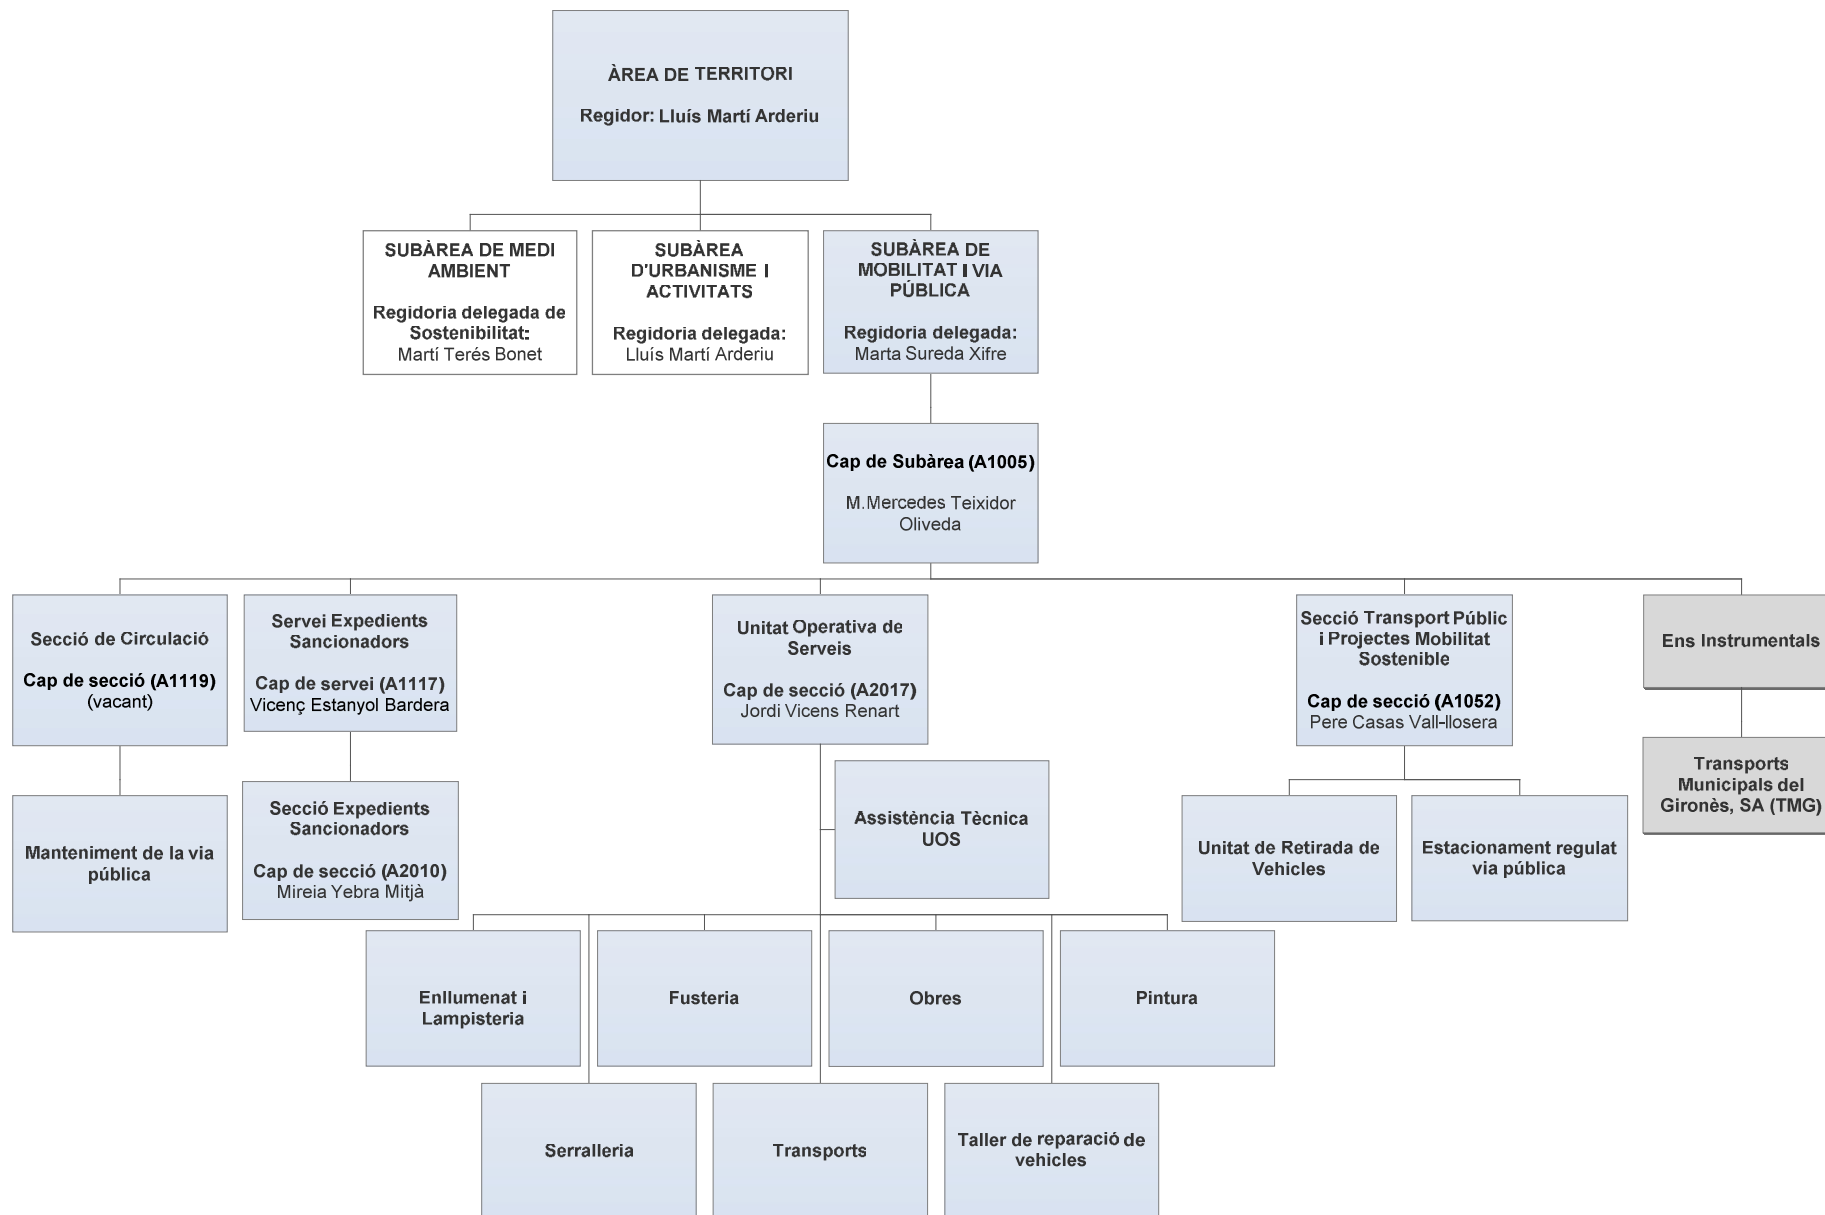 ÀREA DE TERRITORI
Regidor: Lluís Martí Arderiu
SUBÀREA DE MEDI
AMBIENT
Regidoria delegada de
Sostenibilitat:
Martí Terés Bonet
SUBÀREA
D'URBANISME I
ACTIVITATS
Regidoria delegada:
Lluís Martí Arderiu
SUBÀREA DE
MOBILITAT I VIA
PÚBLICA
Regidoria delegada:
Marta Sureda Xifre
Cap de Subàrea (A1005)
M.Mercedes Teixidor
Oliveda
Secció de Circulació
Cap de secció (A1119)
(vacant)
Servei Expedients
Sancionadors
Cap de servei (A1117)
Vicenç Estanyol Bardera
Unitat Operativa de
Serveis
Cap de secció (A2017)
Jordi Vicens Renart
Secció Transport Públic
i Projectes Mobilitat
Sostenible
Cap de secció (A1052)
Pere Casas Vall-llosera
Ens Instrumentals
Transports
Municipals del
Gironès, SA (TMG)
Manteniment de la via
pública
Secció Expedients
Sancionadors
Cap de secció (A2010)
Mireia Yebra Mitjà
Assistència Tècnica
UOS
Unitat de Retirada de
Vehicles
Estacionament regulat
via pública
Enllumenat i
Lampisteria
Fusteria
Obres
Pintura
Serralleria
Transports
Taller de reparació de
vehicles